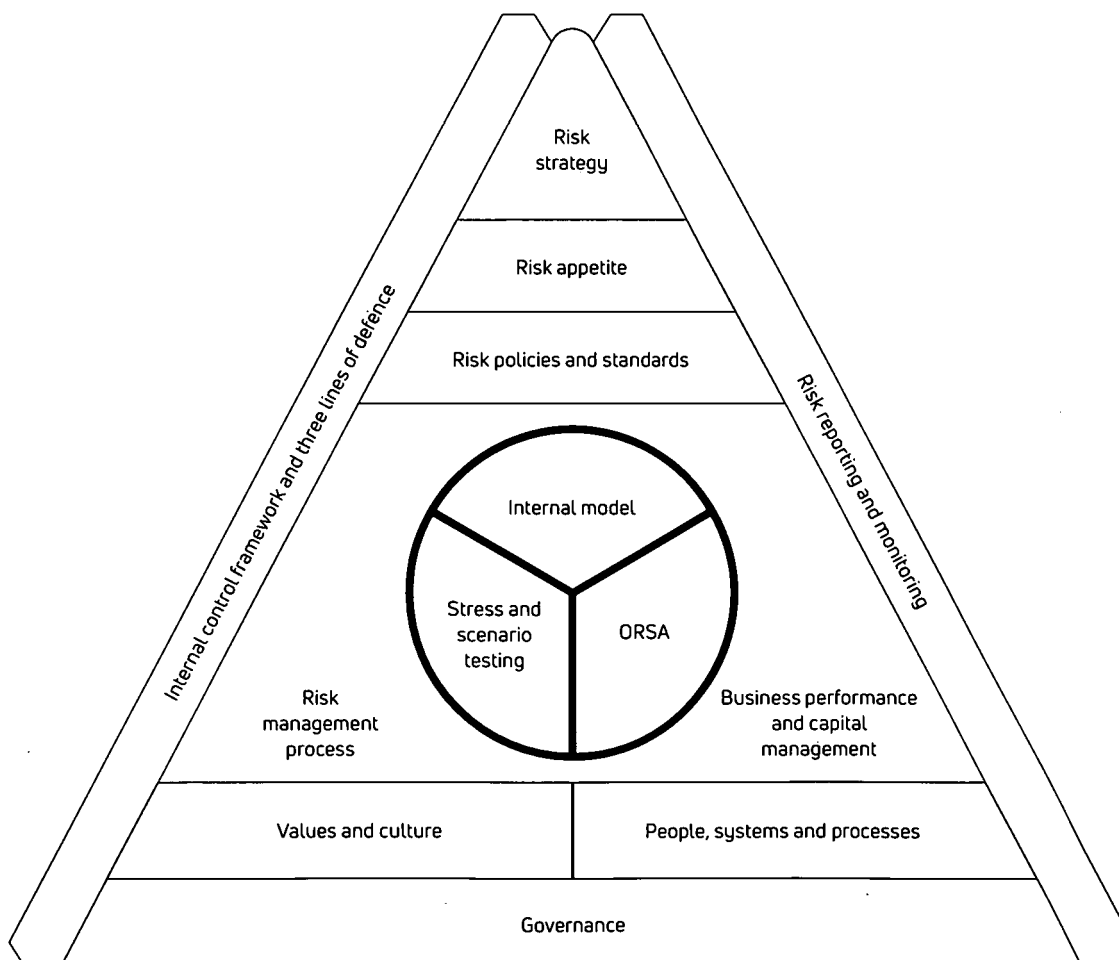 Risk
strategy
Risk appetite
Risk policies and standards
Internal control framework and three lines of defence
Risk reporting and monitoring
Internal model
Stress and
scenario
testing
ORSA
Risk
management
process
Business performance
and capital
management
Values and culture
People, systems and processes
Governance